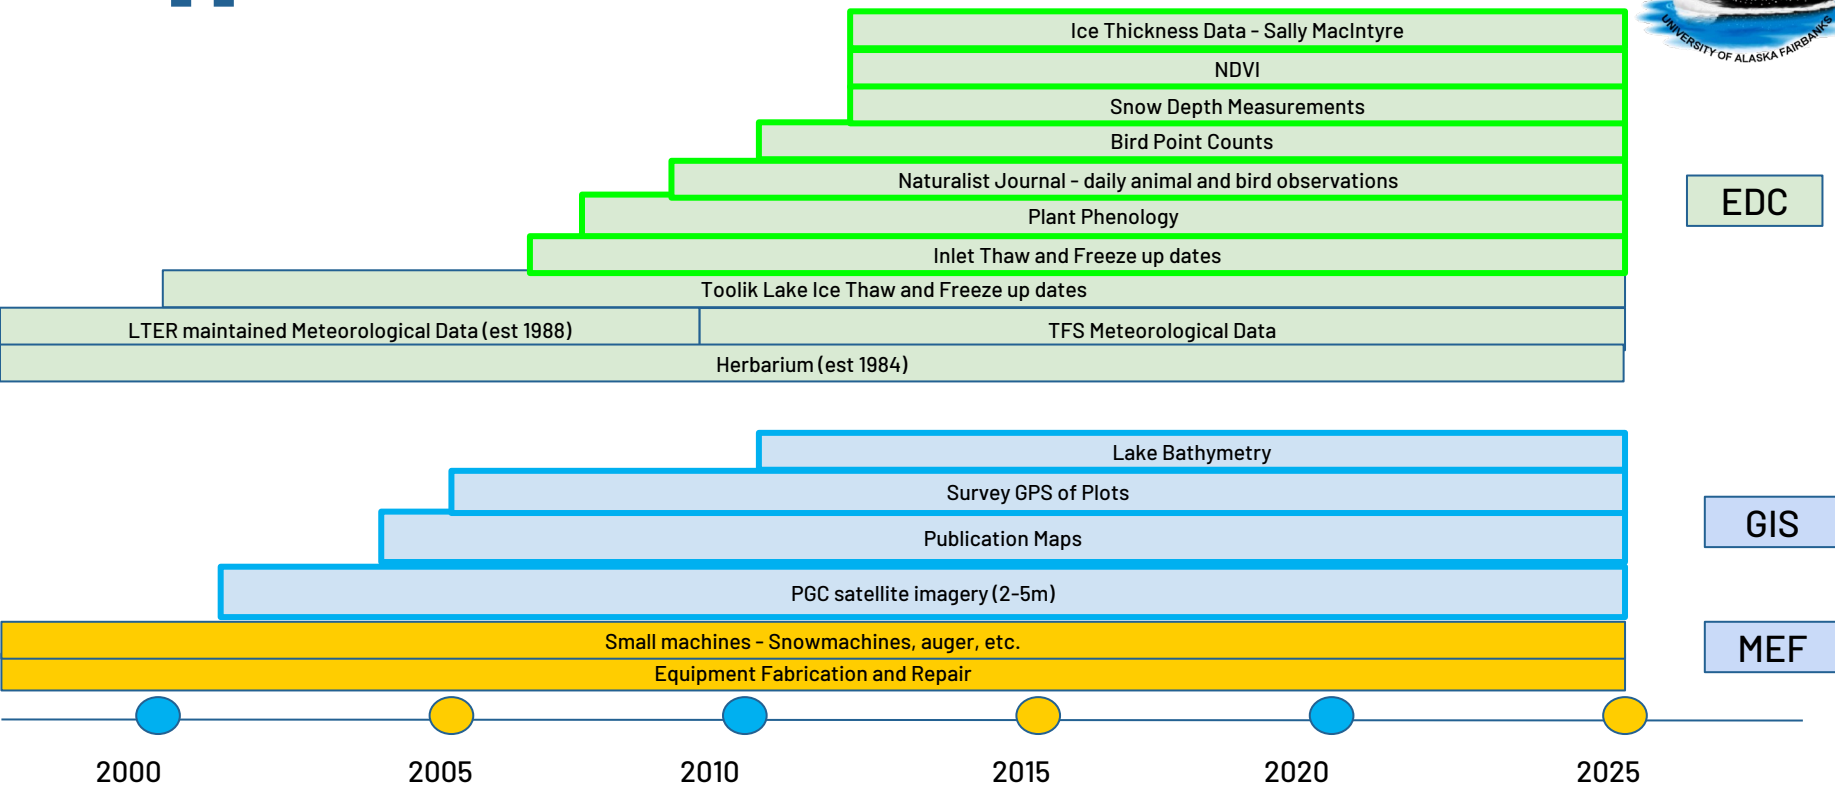 Ice Thickness Data - Sally MacIntyre
NDVI
Snow Depth Measurements
Bird Point Counts
Naturalist Journal - daily animal and bird observations
Plant Phenology
Inlet Thaw and Freeze up dates
Toolik Lake Ice Thaw and Freeze up dates
LTER maintained Meteorological Data (est 1988)
TFS Meteorological Data
Herbarium (est 1984)
UNIVERSITY OF ALASKA FAIRBANKS
EDC
Lake Bathymetry
Survey GPS of Plots
Publication Maps
PGC satellite imagery (2-5m)
GIS
Small machines - Snowmachines, auger, etc.
Equipment Fabrication and Repair
MEF
2000
2005
2010
2015
2020
2025